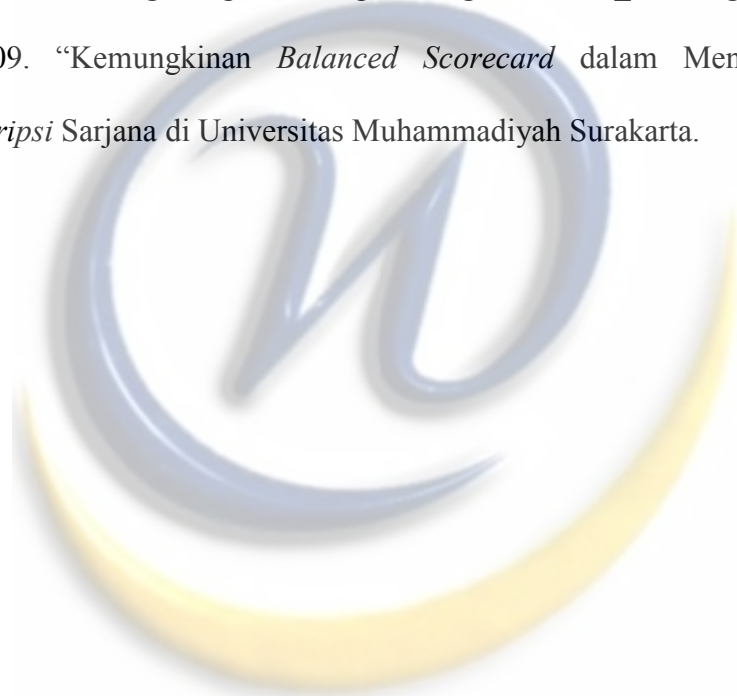 09. “Kemungkinan Balanced Scorecard dalam Men
ripsi Sarjana di Universitas Muhammadiyah Surakarta.